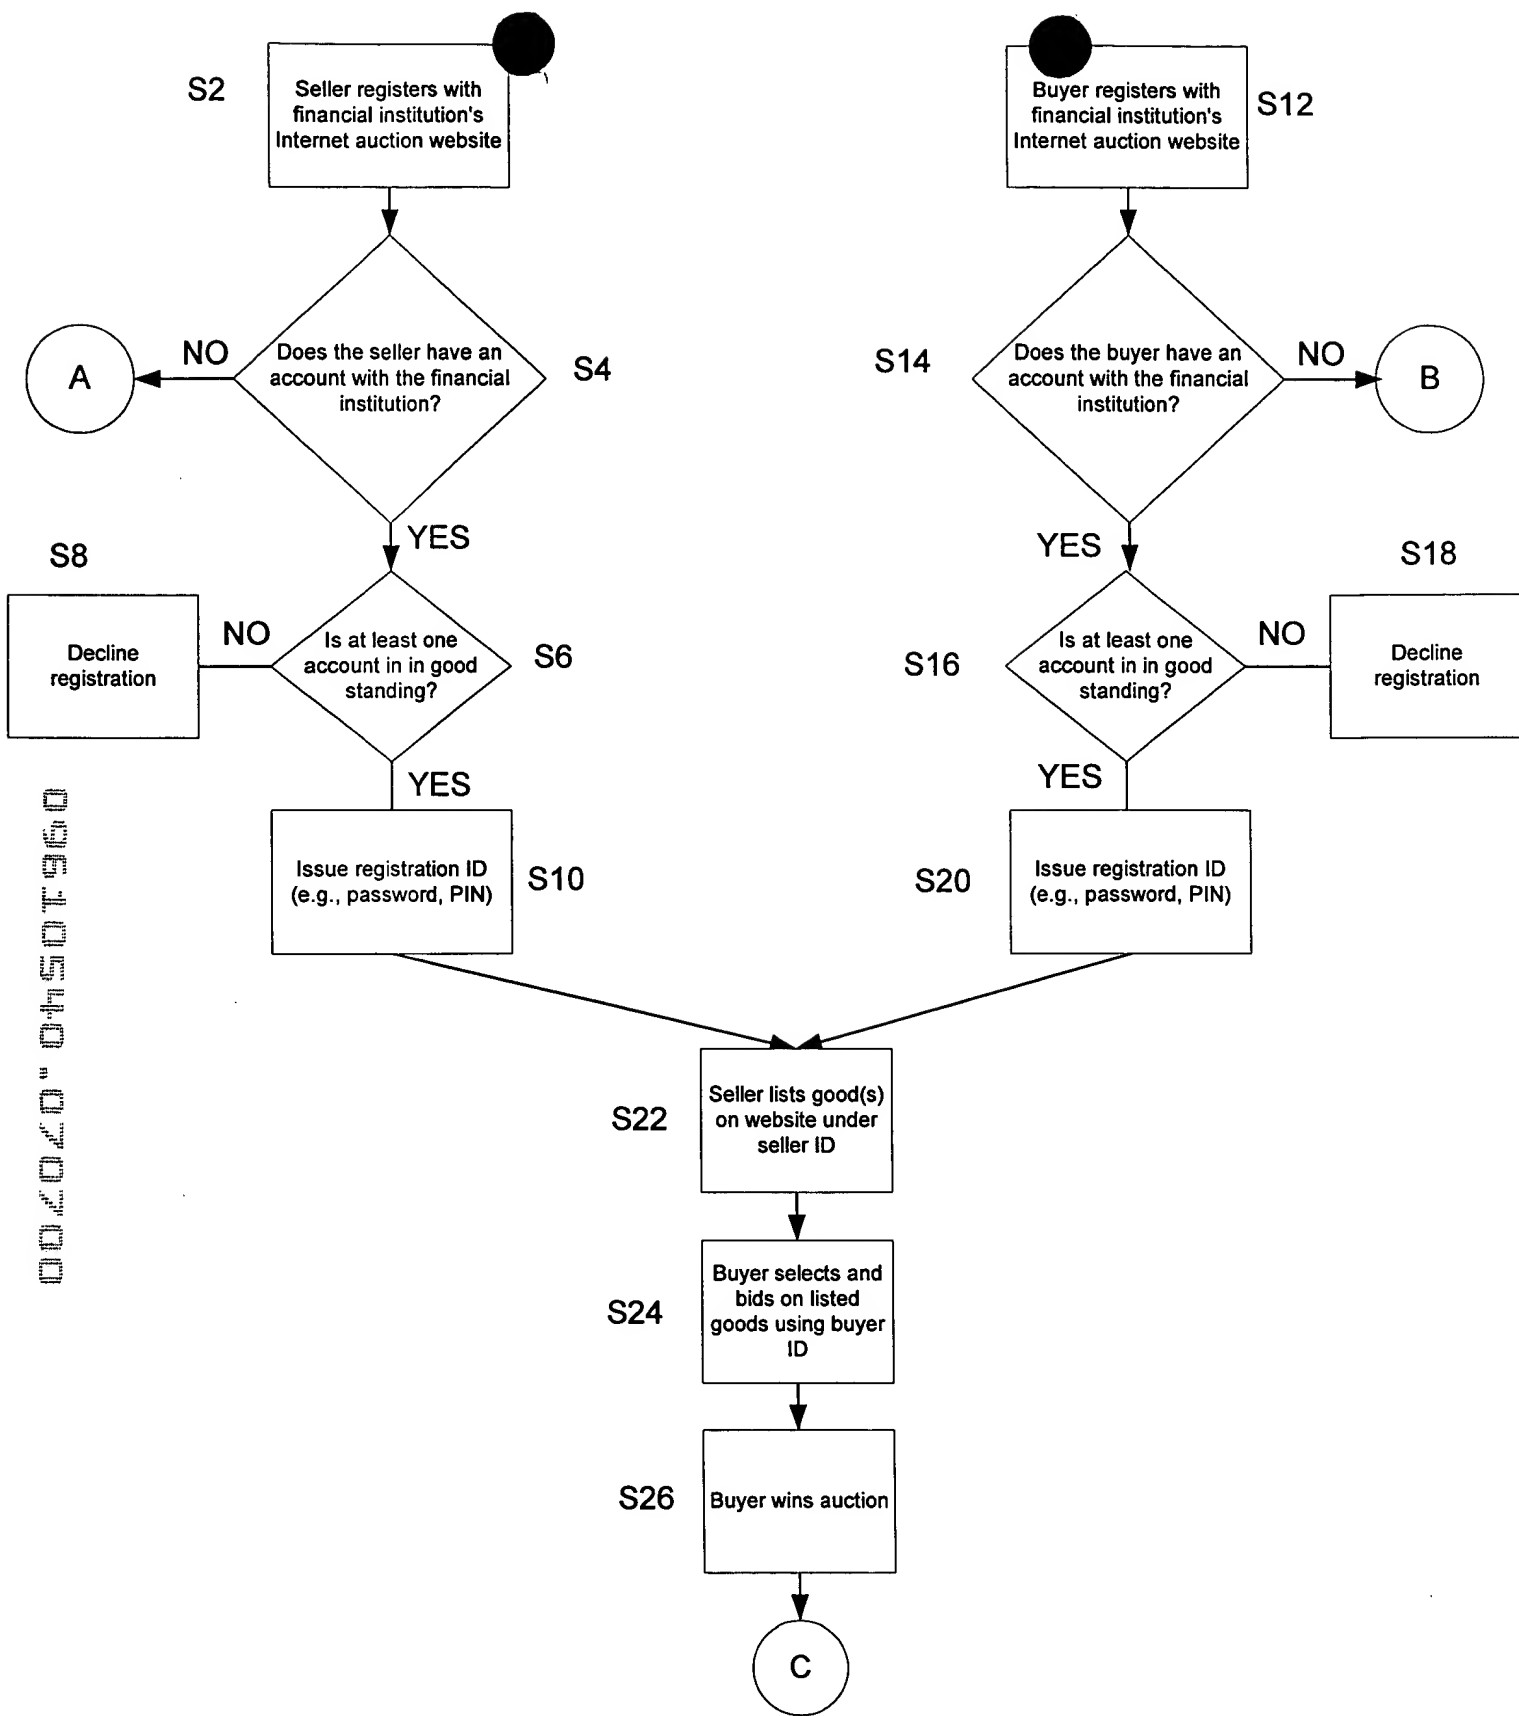 S2
Seller registers with
financial institution's
Internet auction website
Buyer registers with
financial institution's
Internet auction website
S12
A
NO
Does the seller have an
account with the financial
institution?
S4
S14
Does the buyer have an
account with the financial
institution?
NO
B
YES
YES
S8
Decline
registration
NO
Is at least one
account in in good
standing?
S6
S16
Is at least one
account in in good
standing?
NO
S18
Decline
registration
YES
YES
Issue registration ID
(e.g., password, PIN)
S10
S20
Issue registration ID
(e.g., password, PIN)
09610540.070700
S22
Seller lists good(s)
on website under
seller ID
S24
Buyer selects and
bids on listed
goods using buyer
ID
S26
Buyer wins auction
C